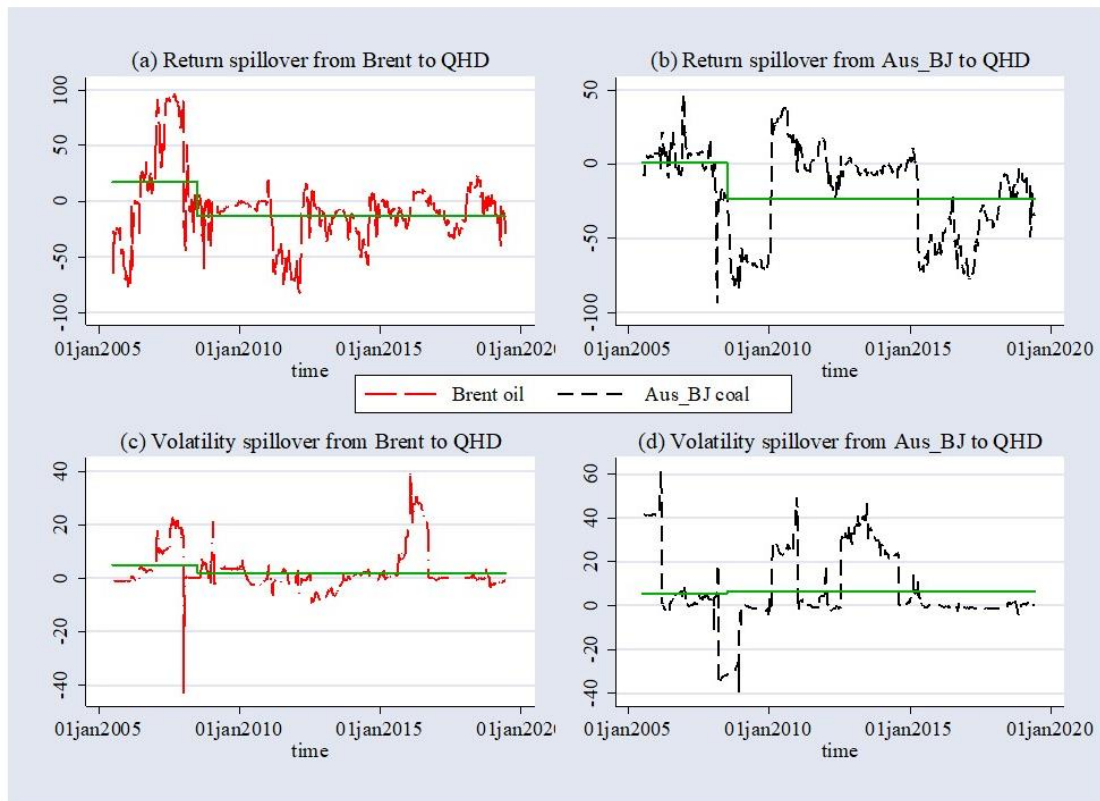 (a) Return spillover from Brent to QHD
100
50
0
-50
-100
01jan2005 01jan2010 01jan2015 01jan2020
time
(b) Return spillover from Aus_BJ to QHD
50
0
-50
-100
01jan2005 01jan2010 01jan2015 01jan2020
time
Brent oil Aus_BJ coal
(c) Volatility spillover from Brent to QHD
40
20
0
-20
-40
01jan2005 01jan2010 01jan2015 01jan2020
time
(d) Volatility spillover from Aus_BJ to QHD
60
40
20
0
-20
-40
01jan2005 01jan2010 01jan2015 01jan2020
time